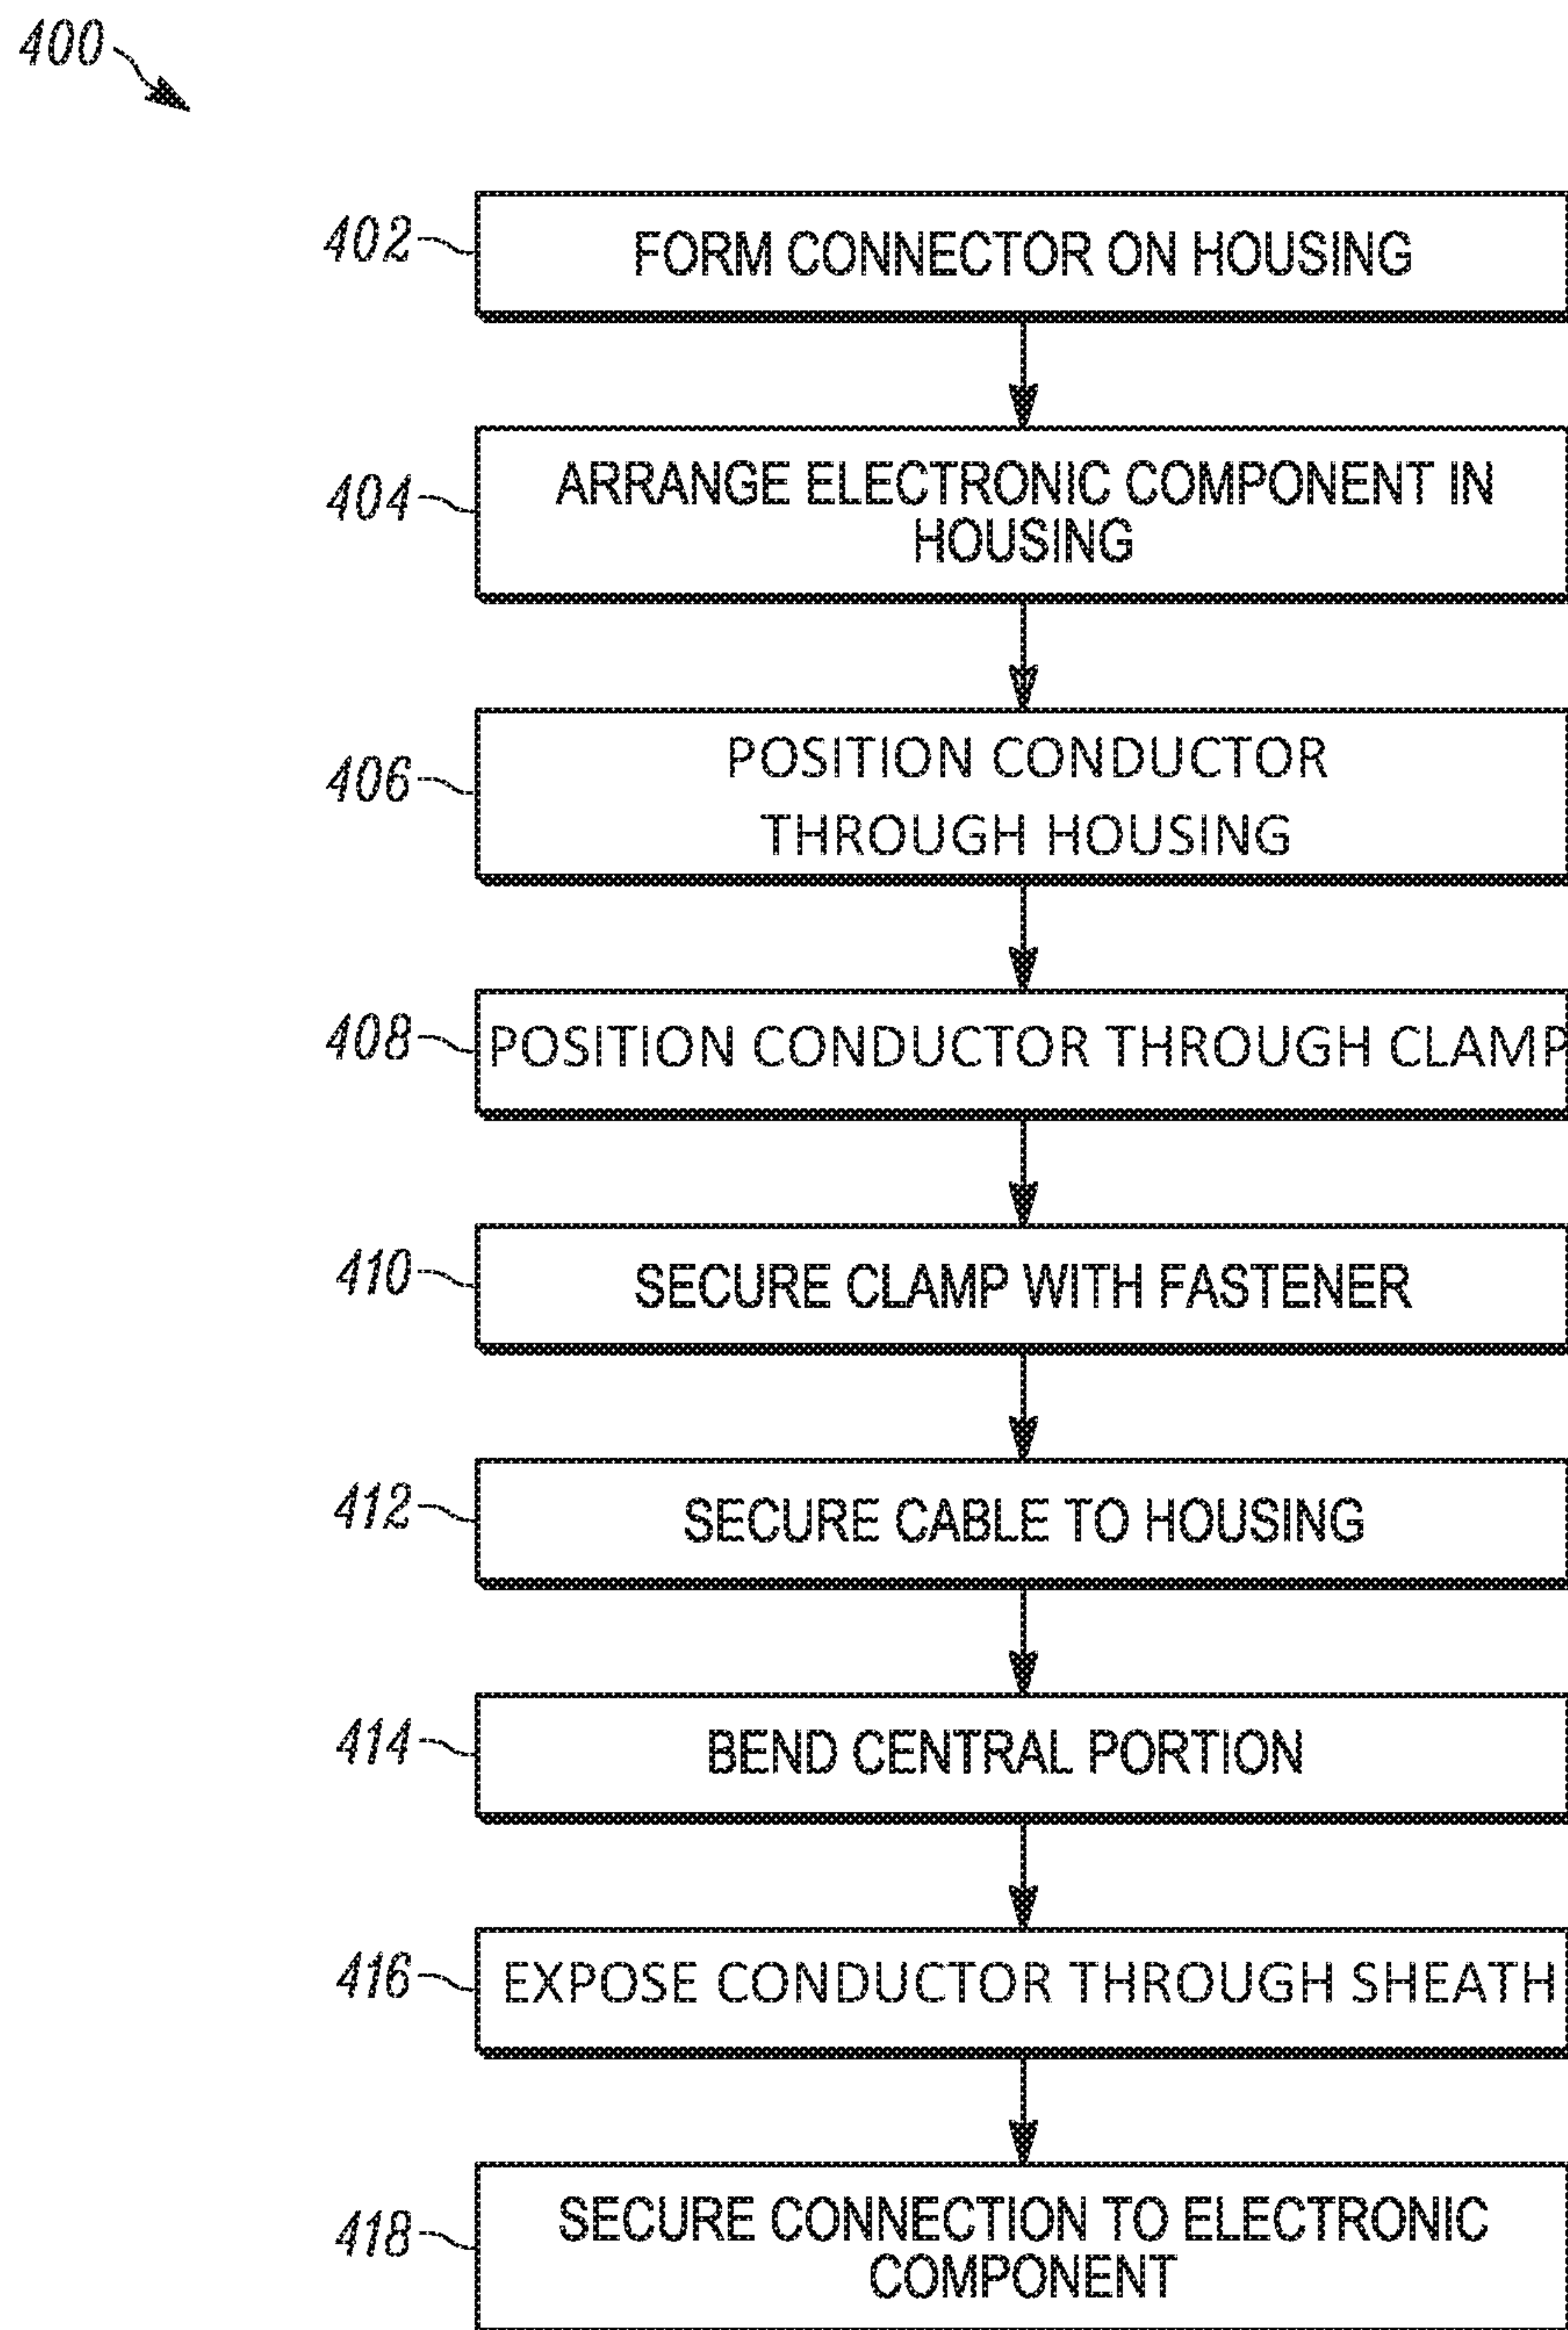 400
402
FORM CONNECTOR ON HOUSING
404
ARRANGE ELECTRONIC COMPONENT IN
HOUSING
406
POSITION CONDUCTOR
THROUGH HOUSING
408
POSITION CONDUCTOR THROUGH CLAMP
410
SECURE CLAMP WITH FASTENER
412
SECURE CABLE TO HOUSING
414
BEND CENTRAL PORTION
416
EXPOSE CONDUCTOR THROUGH SHEATH
418
SECURE CONNECTION TO ELECTRONIC
COMPONENT